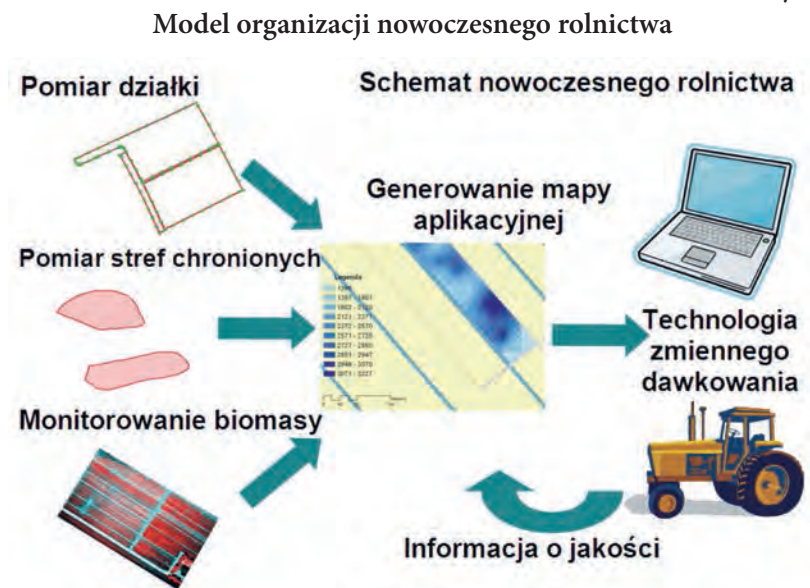 Model organizacji nowoczesnego rolnictwa
Pomiar działki
Schemat nowoczesnego rolnictwa
Generowanie mapy
aplikacyjnej
Pomiar stref chronionych
Legenda
Technologia
zmiennego
dawkowania
Monitorowanie biomasy
Informacja o jakości